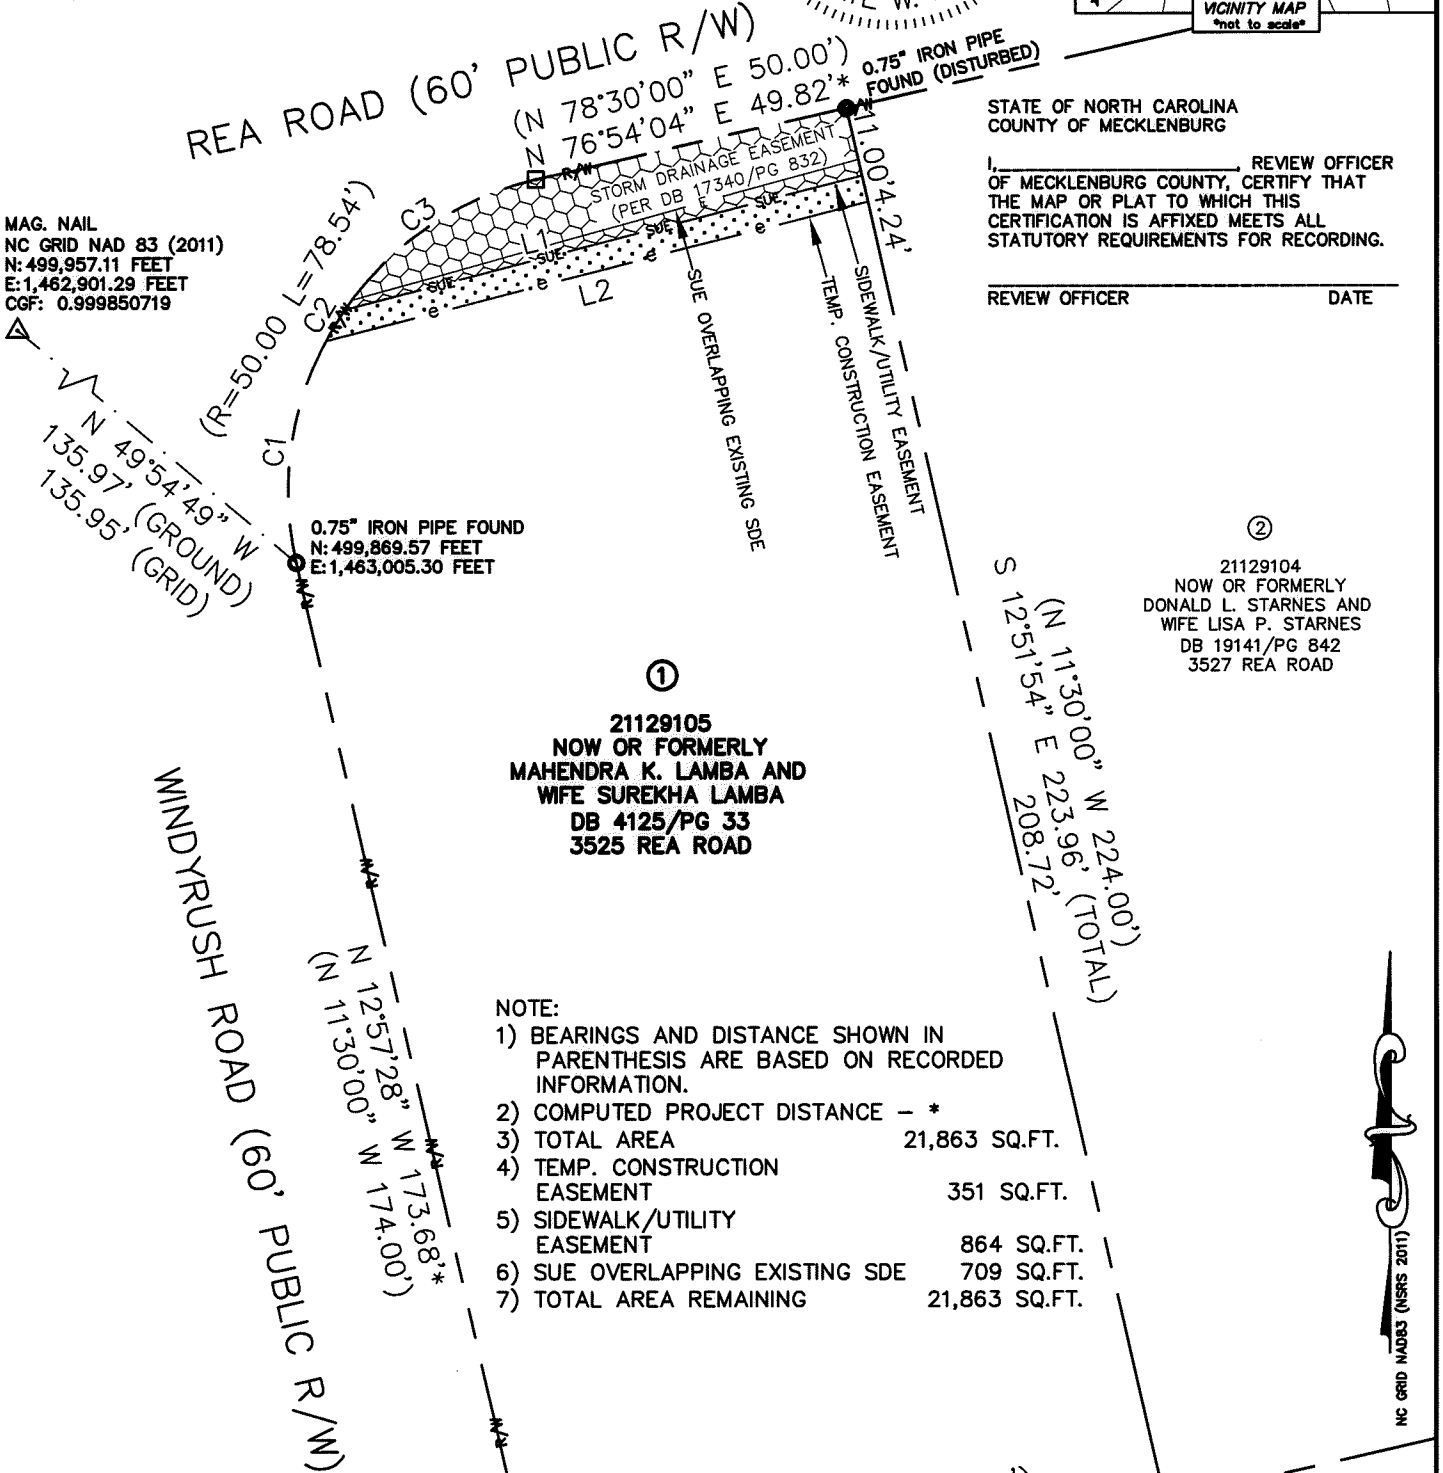 VICINITY MAP
*not to scale*
REA ROAD (60' PUBLIC R/W)
(N 78°30'00" E 50.00')
N 76°54'04" E 49.82'*
0.75" IRON PIPE
FOUND (DISTURBED)
R/W
STORM DRAINAGE EASEMENT
(PER DB 17340/PG 832)
11.00'
4.24'
STATE OF NORTH CAROLINA
COUNTY OF MECKLENBURG
I,____________________, REVIEW OFFICER
OF MECKLENBURG COUNTY, CERTIFY THAT
THE MAP OR PLAT TO WHICH THIS
CERTIFICATION IS AFFIXED MEETS ALL
STATUTORY REQUIREMENTS FOR RECORDING.
REVIEW OFFICER DATE
MAG. NAIL
NC GRID NAD 83 (2011)
N: 499,957.11 FEET
E: 1,462,901.29 FEET
CGF: 0.999850719
(R=50.00 L=78.54')
C3
C2
C1
R/W
L1
L2
SUE
SUE
SUE
SUE
e
e
e
e
SUE OVERLAPPING EXISTING SDE
TEMP. CONSTRUCTION EASEMENT
SIDEWALK/UTILITY EASEMENT
N 49°54'49" W
135.97' (GROUND)
135.95' (GRID)
0.75" IRON PIPE FOUND
N: 499,869.57 FEET
E: 1,463,005.30 FEET
R/W
2
21129104
NOW OR FORMERLY
DONALD L. STARNES AND
WIFE LISA P. STARNES
DB 19141/PG 842
3527 REA ROAD
(N 11°30'00" W 224.00')
S 12°51'54" E 223.96' (TOTAL)
208.72'
1
21129105
NOW OR FORMERLY
MAHENDRA K. LAMBA AND
WIFE SUREKHA LAMBA
DB 4125/PG 33
3525 REA ROAD
R/W
WINDYRUSH ROAD (60' PUBLIC R/W)
N 12°57'28" W 173.68'*
(N 11°30'00" W 174.00')
R/W
R/W
NOTE:
1) BEARINGS AND DISTANCE SHOWN IN
PARENTHESIS ARE BASED ON RECORDED
INFORMATION.
2) COMPUTED PROJECT DISTANCE – *
3) TOTAL AREA 21,863 SQ.FT.
4) TEMP. CONSTRUCTION
EASEMENT 351 SQ.FT.
5) SIDEWALK/UTILITY
EASEMENT 864 SQ.FT.
6) SUE OVERLAPPING EXISTING SDE 709 SQ.FT.
7) TOTAL AREA REMAINING 21,863 SQ.FT.
NC GRID NAD83 (NSRS 2011)